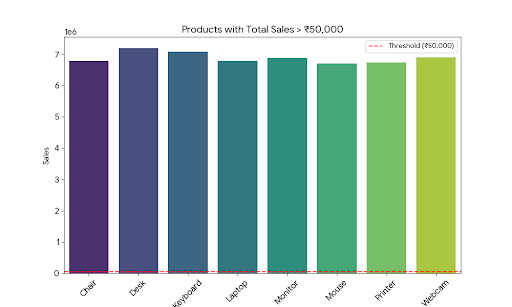 Products with Total Sales > ₹50,000
1e6
Threshold (₹50,000)
7
6
5
4
3
2
1
0
Sales
Chair
Desk
Keyboard
Laptop
Monitor
Mouse
Printer
Webcam